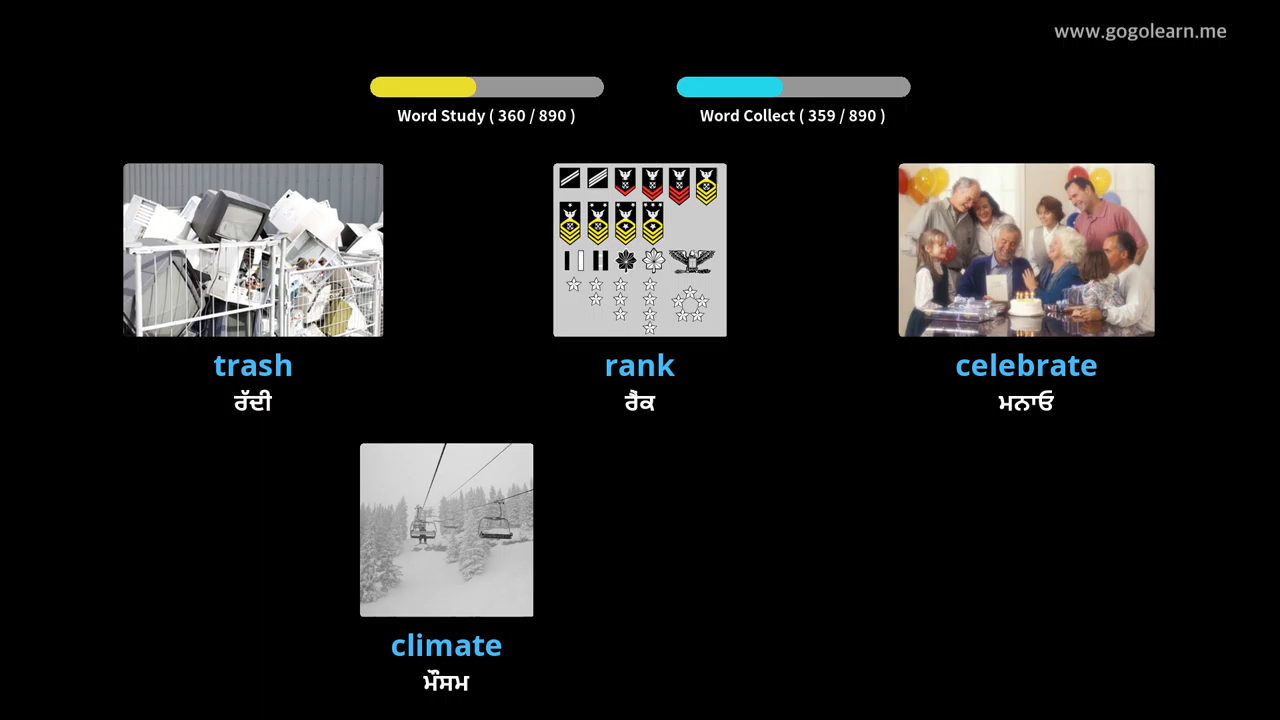 www.gogolearn.me
Word Study ( 360 / 890 )
Word Collect ( 359 / 890 )
trash
ਰੱਦੀ
rank
ਰੈਂਕ
celebrate
ਮਨਾਓ
climate
ਮੌਸਮ